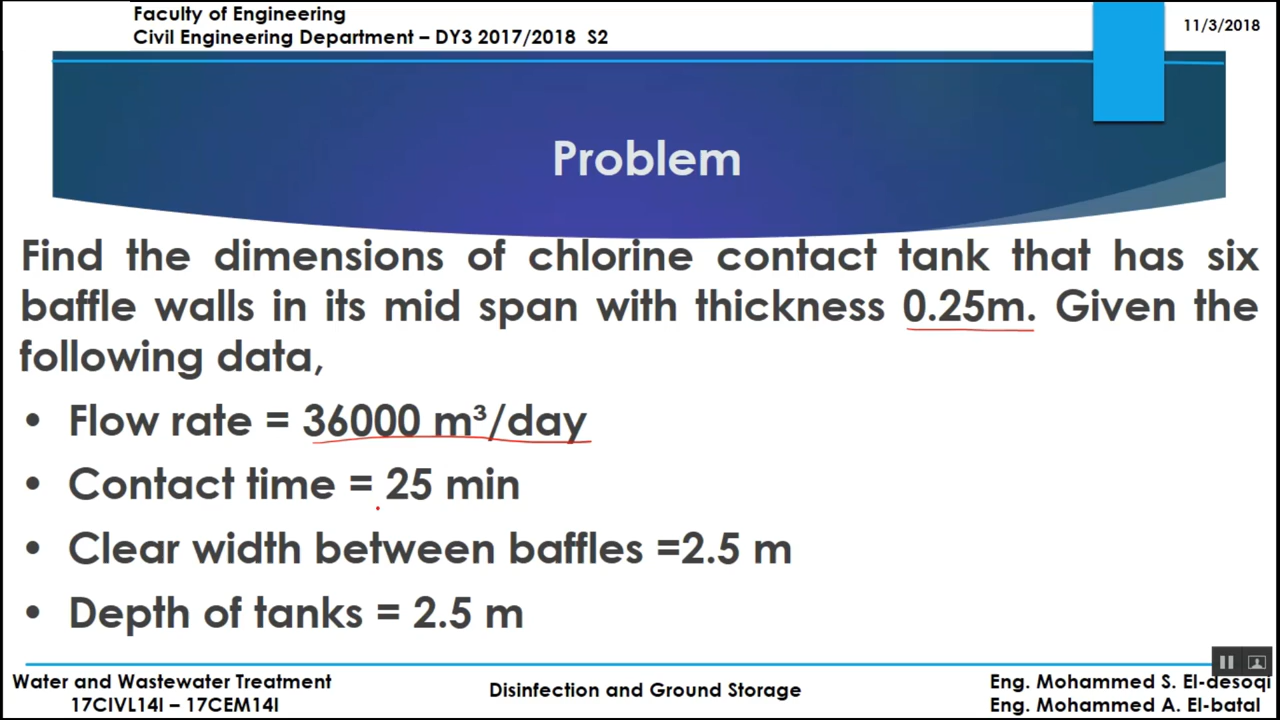 Faculty of Engineering
Civil Engineering Department – DY3 2017/2018 S2
11/3/2018
Problem
Find the dimensions of chlorine contact tank that has six
baffle walls in its mid span with thickness 0.25m. Given the
following data,
• Flow rate = 36000 m³/day
• Contact time = 25 min
• Clear width between baffles =2.5 m
• Depth of tanks = 2.5 m
Water and Wastewater Treatment
17CIVL14I – 17CEM14I
Disinfection and Ground Storage
Eng. Mohammed S. El-desoqi
Eng. Mohammed A. El-batal